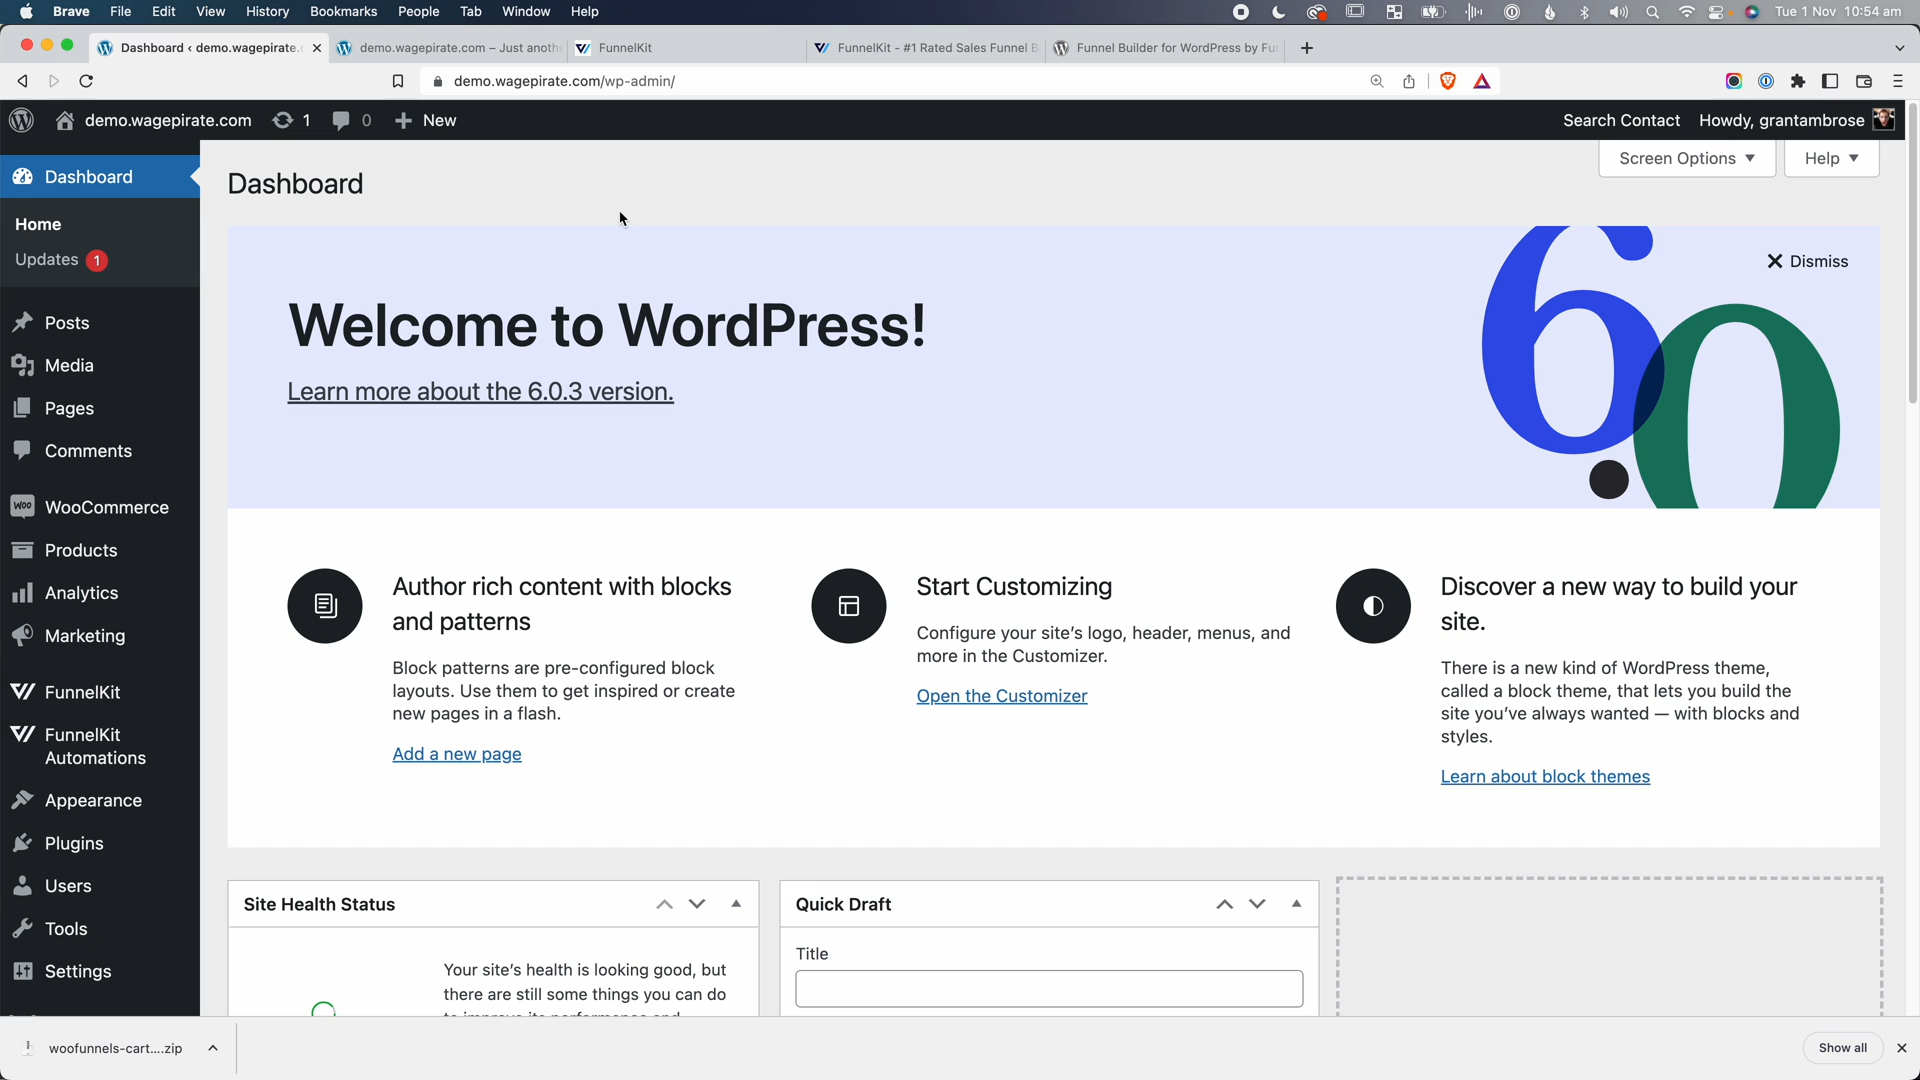 Brave File Edit View History Bookmarks People Tab Window Help Tue 1 Nov 10:54 am
Dashboard ‹ demo.wagepirate. demo.wagepirate.com – Just anoth FunnelKit FunnelKit - #1 Rated Sales Funnel B Funnel Builder for WordPress by Fu
demo.wagepirate.com/wp-admin/
demo.wagepirate.com 1 0 New Search Contact Howdy, grantambrose
Screen Options Help
Dashboard
Home
Updates 1
Posts
Media
Pages
Comments
WooCommerce
Products
Analytics
Marketing
FunnelKit
FunnelKit
Automations
Appearance
Plugins
Users
Tools
Settings
Dashboard
Dismiss
6.0
Welcome to WordPress!
Learn more about the 6.0.3 version.
Author rich content with blocks
and patterns
Block patterns are pre-configured block
layouts. Use them to get inspired or create
new pages in a flash.
Add a new page
Start Customizing
Configure your site's logo, header, menus, and
more in the Customizer.
Open the Customizer
Discover a new way to build your
site.
There is a new kind of WordPress theme,
called a block theme, that lets you build the
site you've always wanted — with blocks and
styles.
Learn about block themes
Site Health Status
Your site's health is looking good, but
there are still some things you can do
Quick Draft
Title
woofunnels-cart....zip
Show all